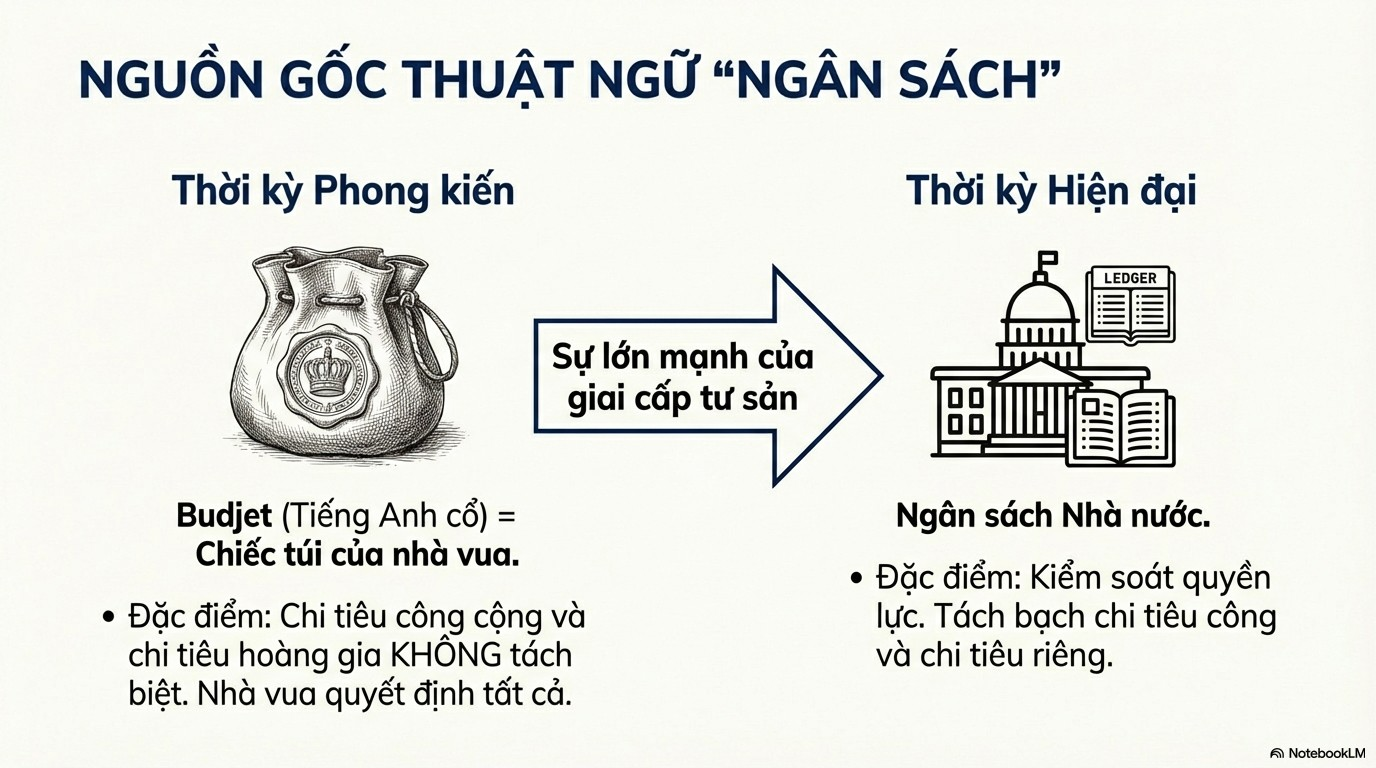 NGUỒN GỐC THUẬT NGỮ “NGÂN SÁCH”
Thời kỳ Phong kiến
Sự lớn mạnh của
giai cấp tư sản
Budjet (Tiếng Anh cổ) =
Chiếc túi của nhà vua.
• Đặc điểm: Chi tiêu công cộng và
chi tiêu hoàng gia KHÔNG tách
biệt. Nhà vua quyết định tất cả.
Thời kỳ Hiện đại
LEDGER
Ngân sách Nhà nước.
• Đặc điểm: Kiểm soát quyền
lực. Tách bạch chi tiêu công
và chi tiêu riêng.
NotebookLM